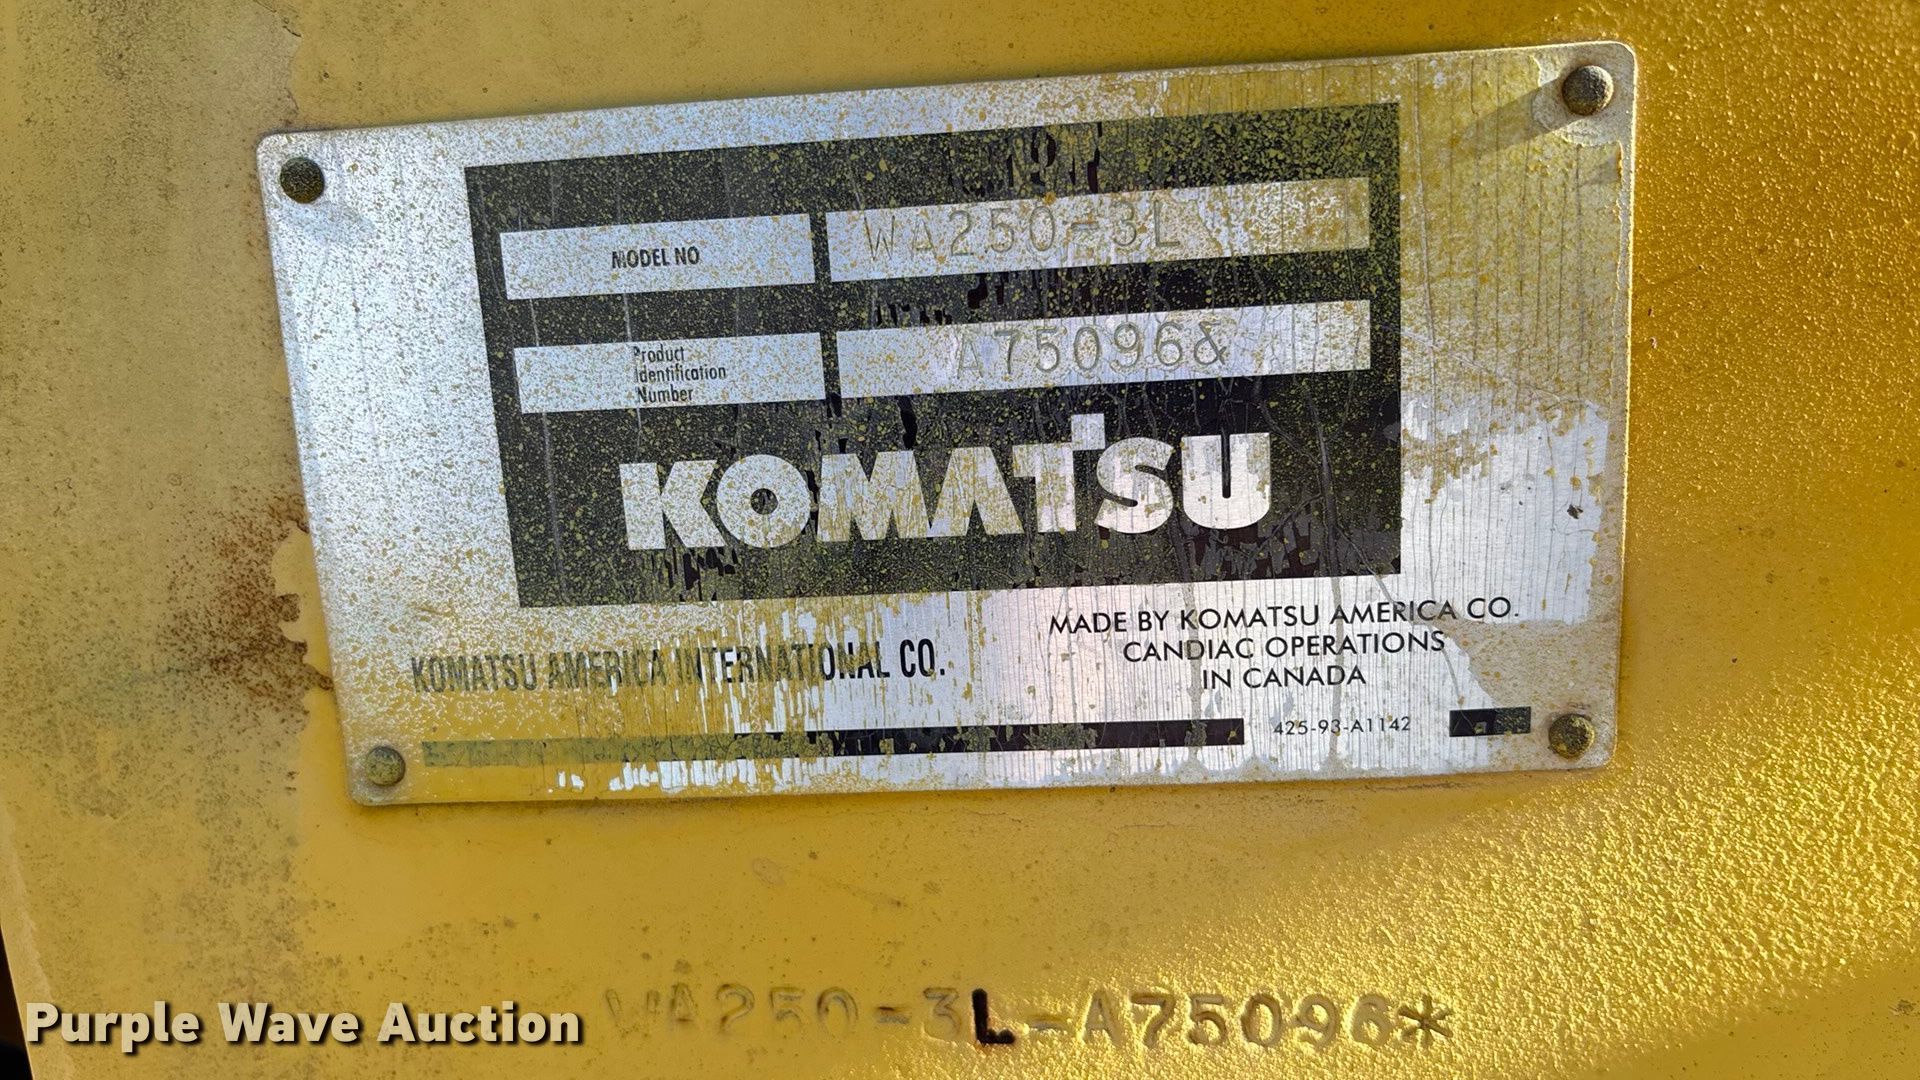 MODEL NO WA250-3L
Product
Identification
Number
A75096&
KOMATSU
KOMATSU AMERICA INTERNATIONAL CO.
MADE BY KOMATSU AMERICA CO.
CANDIAC OPERATIONS
IN CANADA
425-93-A1142
WA250-3L-A75096*
Purple Wave Auction